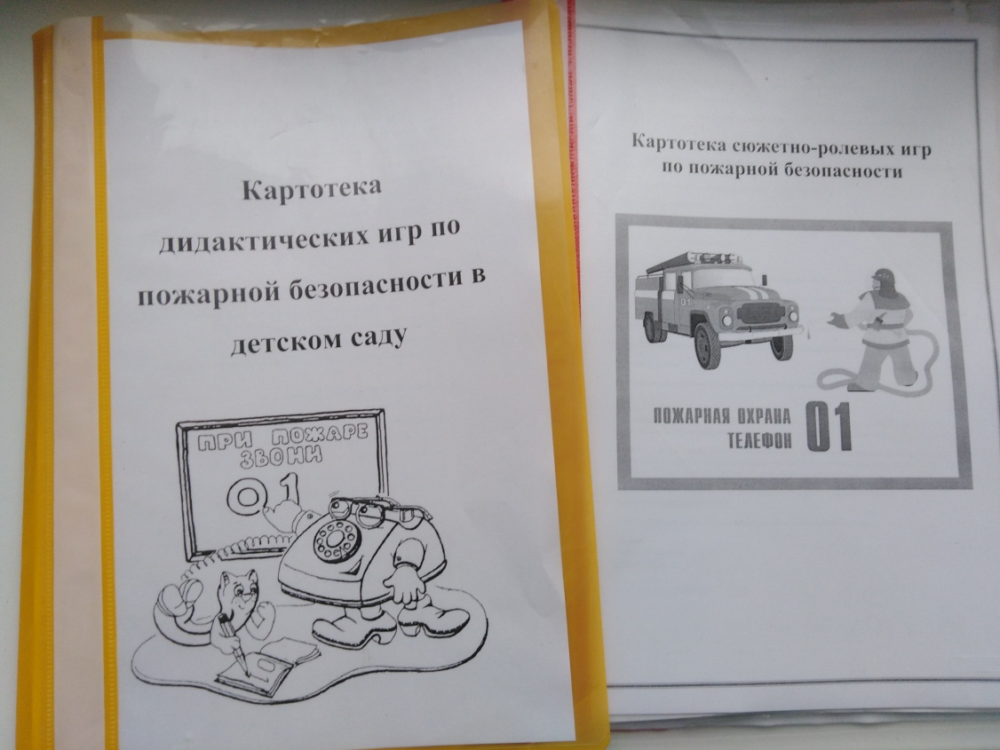 Картотека
дидактических игр по
пожарной безопасности в
детском саду
ПРИ ПОЖАРЕ
ЗВОНИ
01
Картотека сюжетно-ролевых игр
по пожарной безопасности
01
ПОЖАРНАЯ ОХРАНА
ТЕЛЕФОН 01